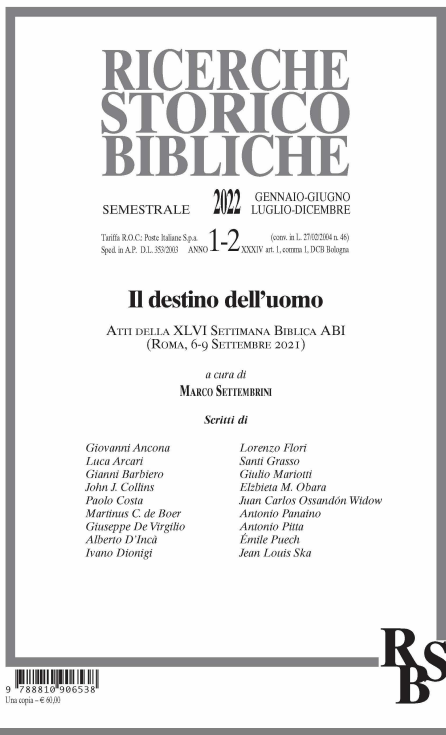 RICERCHE
STORICO
BIBLICHE
SEMESTRALE 2022 GENNAIO-GIUGNO
LUGLIO-DICEMBRE
Tariffa R.O.C.: Poste Italiane S.p.a.
Sped. in A.P. D.L. 353/2003 ANNO 1-2 XXXIV (conv. in L. 27/02/2004 n. 46)
art. 1, comma 1, DCB Bologna
Il destino dell'uomo
ATTI DELLA XLVI SETTIMANA BIBLICA ABI
(ROMA, 6-9 SETTEMBRE 2021)
a cura di
MARCO SETTEMBRINI
Scritti di
Giovanni Ancona
Luca Arcari
Gianni Barbiero
John J. Collins
Paolo Costa
Martinus C. de Boer
Giuseppe De Virgilio
Alberto D'Incà
Ivano Dionigi
Lorenzo Flori
Santi Grasso
Giulio Mariotti
Elżbieta M. Obara
Juan Carlos Ossandón Widow
Antonio Panaino
Antonio Pitta
Émile Puech
Jean Louis Ska
RSB
9 788810 906538
Una copia – € 60,00